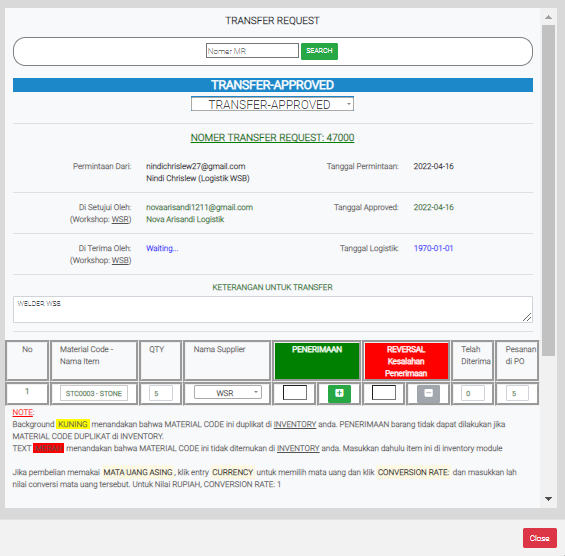 TRANSFER REQUEST
Nomer MR
SEARCH
TRANSFER-APPROVED
TRANSFER-APPROVED
NOMER TRANSFER REQUEST: 47000
Permintaan Dari: nindichrislew27@gmail.com Tanggal Permintaan: 2022-04-16
Nindi Chrislew (Logistik WSB)
Di Setujui Oleh: novaarisandi1211@gmail.com Tanggal Approved: 2022-04-16
(Workshop: WSR) Nova Arisandi Logistik
Di Terima Oleh: Waiting... Tanggal Logistik: 1970-01-01
(Workshop: WSB)
KETERANGAN UNTUK TRANSFER
WELDER WSB
No Material Code - Nama Item QTY Nama Supplier PENERIMAAN REVERSAL Kesalahan Penerimaan Telah Diterima Pesanan di PO
1 STC0003 - STONE 5 WSR + - 0 5
NOTE:
Background KUNING menandakan bahwa MATERIAL CODE ini duplikat di INVENTORY anda. PENERIMAAN barang tidak dapat dilakukan jika
MATERIAL CODE DUPLIKAT di INVENTORY.
TEXT MERAH menandakan bahwa MATERIAL CODE ini tidak ditemukan di INVENTORY anda. Masukkan dahulu item ini di inventory module
Jika pembelian memakai MATA UANG ASING, klik entry CURRENCY untuk memilih mata uang dan klik CONVERSION RATE: dan masukkan lah
nilai conversi mata uang tersebut. Untuk Nilai RUPIAH, CONVERSION RATE: 1
Close